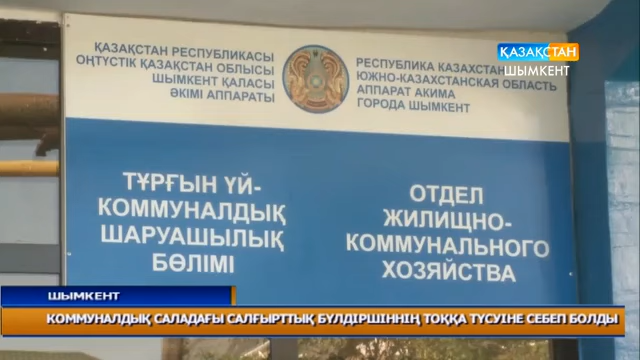 ҚАЗАҚСТАН РЕСПУБЛИКАСЫ
ОҢТҮСТІК ҚАЗАҚСТАН ОБЛЫСЫ
ШЫМКЕНТ ҚАЛАСЫ
ӘКІМІ АППАРАТЫ
РЕСПУБЛИКА КАЗАХСТАН
ЮЖНО-КАЗАХСТАНСКАЯ ОБЛАСТЬ
АППАРАТ АКИМА
ГОРОДА ШЫМКЕНТ
ҚАЗАҚСТАН
ШЫМКЕНТ
ТҰРҒЫН ҮЙ-
КОММУНАЛДЫҚ
ШАРУАШЫЛЫҚ
БӨЛІМІ
ОТДЕЛ
ЖИЛИЩНО-
КОММУНАЛЬНОГО
ХОЗЯЙСТВА
ШЫМКЕНТ
КОММУНАЛДЫҚ САЛАДАҒЫ САЛҒЫРТТЫҚ БҮЛДІРШІННІҢ ТОҚҚА ТҮСУІНЕ СЕБЕП БОЛДЫ